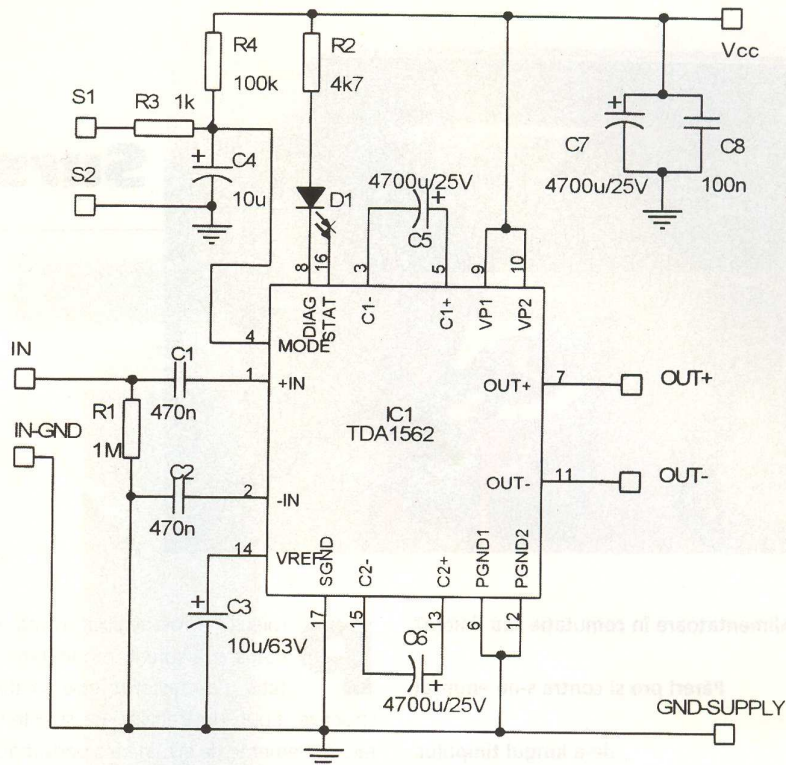 Vcc
R4
100k
R2
4k7
S1
R3 1k
S2
C4
10u
D1
C7
4700u/25V
C8
100n
4700u/25V
C5
8
16
3
5
9
10
DIAG
STAT
C1-
C1+
VP1
VP2
4
MODE
IN
C1
470n
1
+IN
R1
1M
IN-GND
IC1
TDA1562
OUT+
7
OUT+
C2
470n
2
-IN
OUT-
11
OUT-
14
VREF
SGND
C2-
C2+
PGND1
PGND2
17
15
13
6
12
C3
10u/63V
C6
4700u/25V
GND-SUPPLY